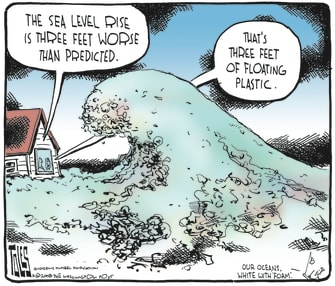 THE SEA LEVEL RISE
IS THREE FEET WORSE
THAN PREDICTED.
THAT'S
THREE FEET
OF FLOATING
PLASTIC.
TOLES
OUR OCEANS,
WHITE WITH FOAM.